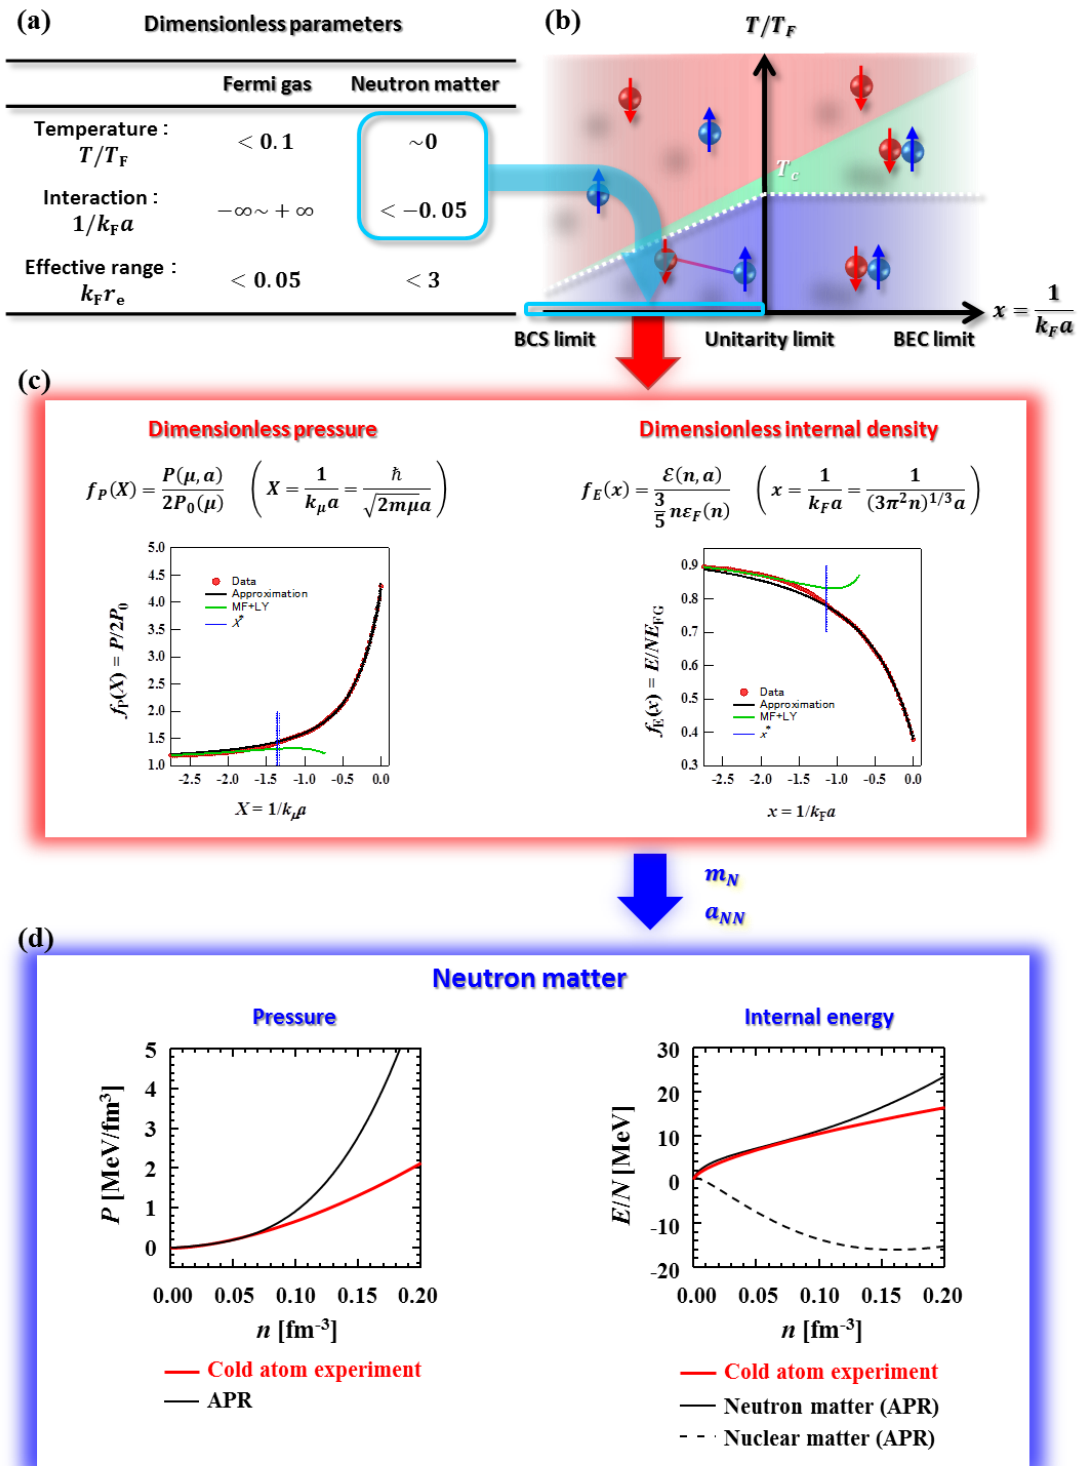 (a)
Dimensionless parameters
Fermi gas Neutron matter
Temperature :
T/T_F < 0.1 ~0
Interaction :
1/k_F a −∞~ + ∞ < −0.05
Effective range :
k_F r_e < 0.05 < 3
(b)
T/T_F
T_c
x = 1/(k_F a)
BCS limit Unitarity limit BEC limit
(c)
Dimensionless pressure
f_P(X) = P(μ, a)/2P_0(μ) ( X = 1/(k_μ a) = ħ/(√(2mμ)a) )
5.0
4.5
4.0
3.5
3.0
2.5
2.0
1.5
1.0
f_P(X) = P/2P_0
Data
Approximation
MF+LY
X*
-2.5 -2.0 -1.5 -1.0 -0.5 0.0
X = 1/k_μ a
Dimensionless internal density
f_E(x) = ℰ(n, a)/(3/5 nε_F(n)) ( x = 1/(k_F a) = 1/((3π²n)^{1/3} a) )
0.9
0.8
0.7
0.6
0.5
0.4
0.3
f_E(x) = E/NE_FG
Data
Approximation
MF+LY
x*
-2.5 -2.0 -1.5 -1.0 -0.5 0.0
x = 1/k_F a
m_N
a_NN
(d)
Neutron matter
Pressure
5
4
3
2
1
0
P [MeV/fm³]
0.00 0.05 0.10 0.15 0.20
n [fm⁻³]
Cold atom experiment
APR
Internal energy
30
20
10
0
-10
-20
E/N [MeV]
0.00 0.05 0.10 0.15 0.20
n [fm⁻³]
Cold atom experiment
Neutron matter (APR)
Nuclear matter (APR)